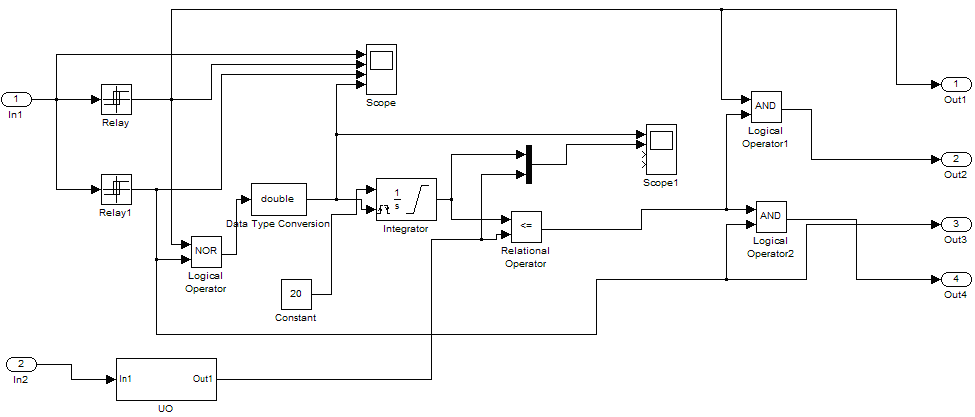 1
In1
Relay
Relay1
Scope
double
Data Type Conversion
NOR
Logical
Operator
20
Constant
1
s
Integrator
<=
Relational
Operator
Scope1
AND
Logical
Operator1
AND
Logical
Operator2
1
Out1
2
Out2
3
Out3
4
Out4
2
In2
In1
Out1
UO